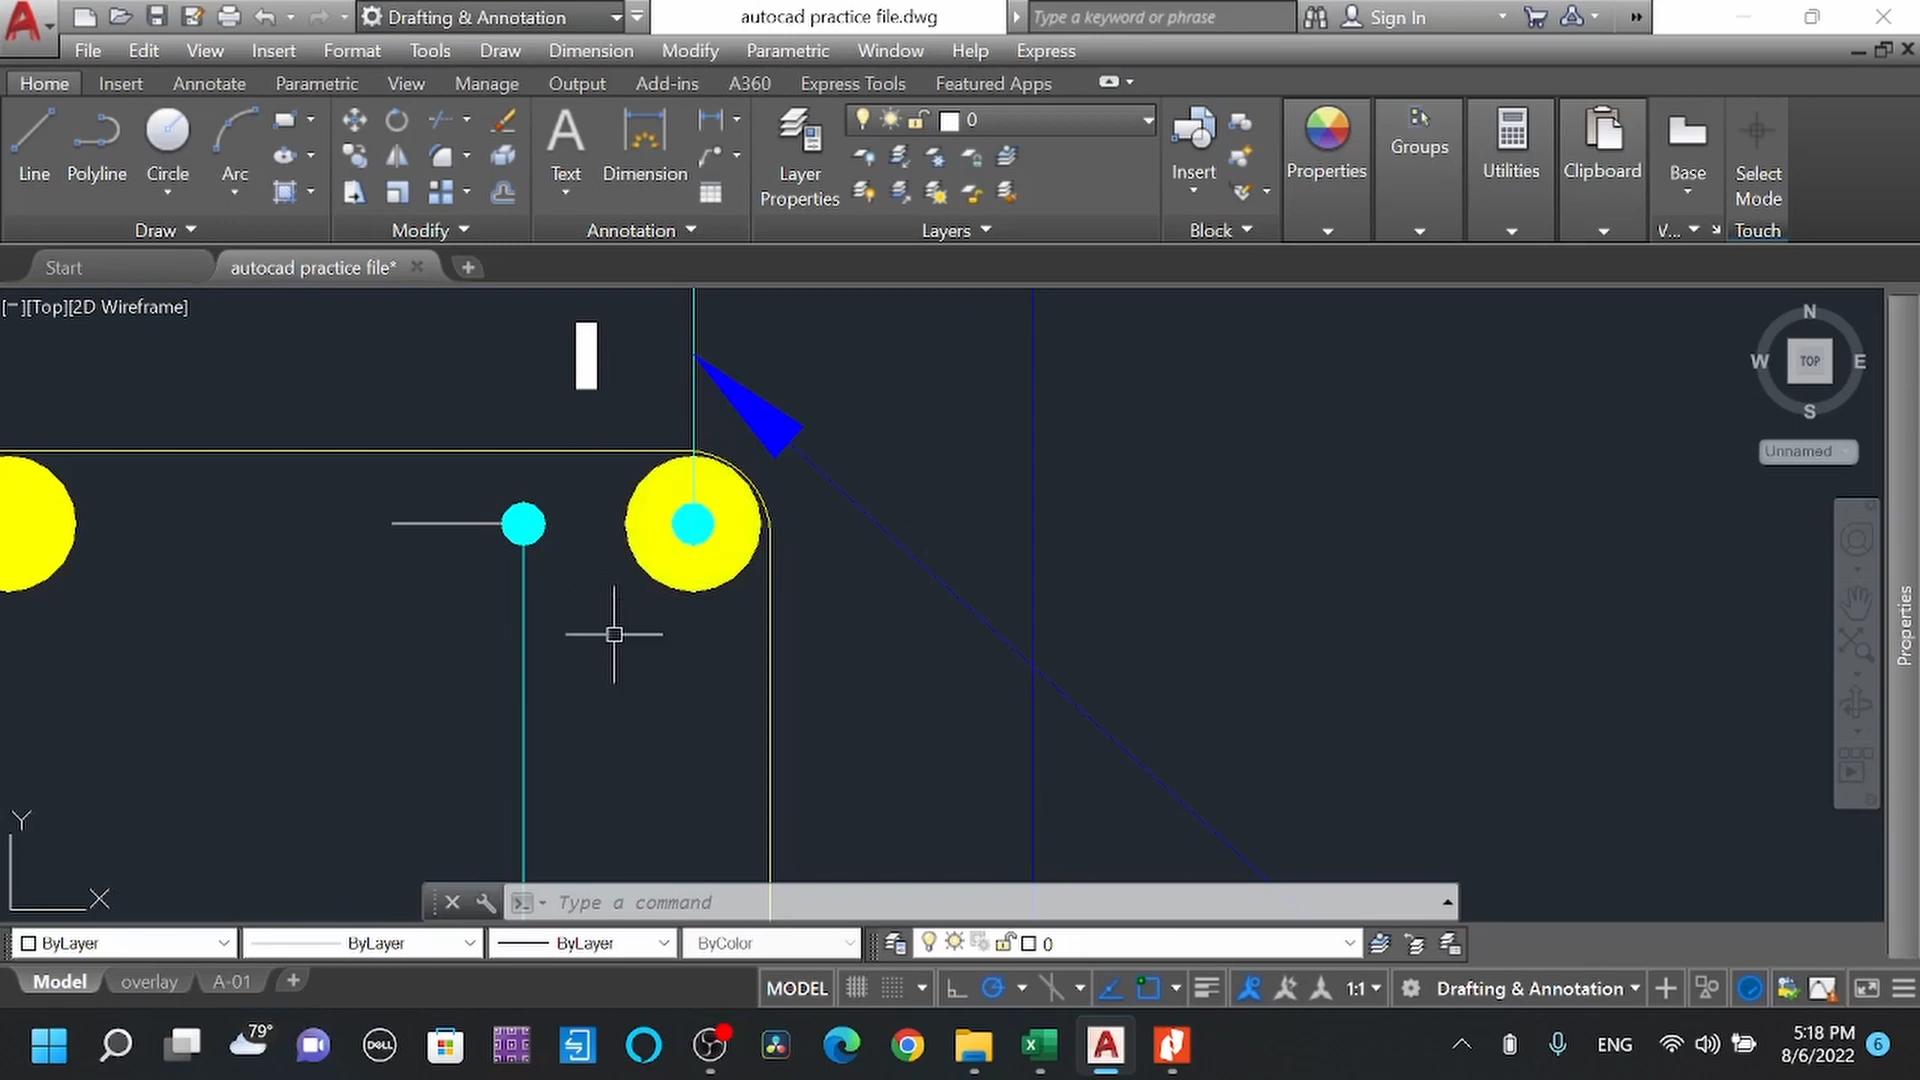 Drafting & Annotation
autocad practice file.dwg
Type a keyword or phrase
Sign In
File Edit View Insert Format Tools Draw Dimension Modify Parametric Window Help Express
Home Insert Annotate Parametric View Manage Output Add-ins A360 Express Tools Featured Apps
0
Line Polyline Circle Arc
Text Dimension
Layer Properties
Insert
Properties
Groups
Utilities
Clipboard
Base
Select Mode
Draw Modify Annotation Layers Block V... Touch
Start
autocad practice file*
[−][Top][2D Wireframe]
N
W TOP E
S
Unnamed
Properties
Y
X
Type a command
ByLayer ByLayer ByLayer ByColor 0
Model overlay A-01
MODEL 1:1 Drafting & Annotation
79°
DELL
ENG
5:18 PM
8/6/2022
6